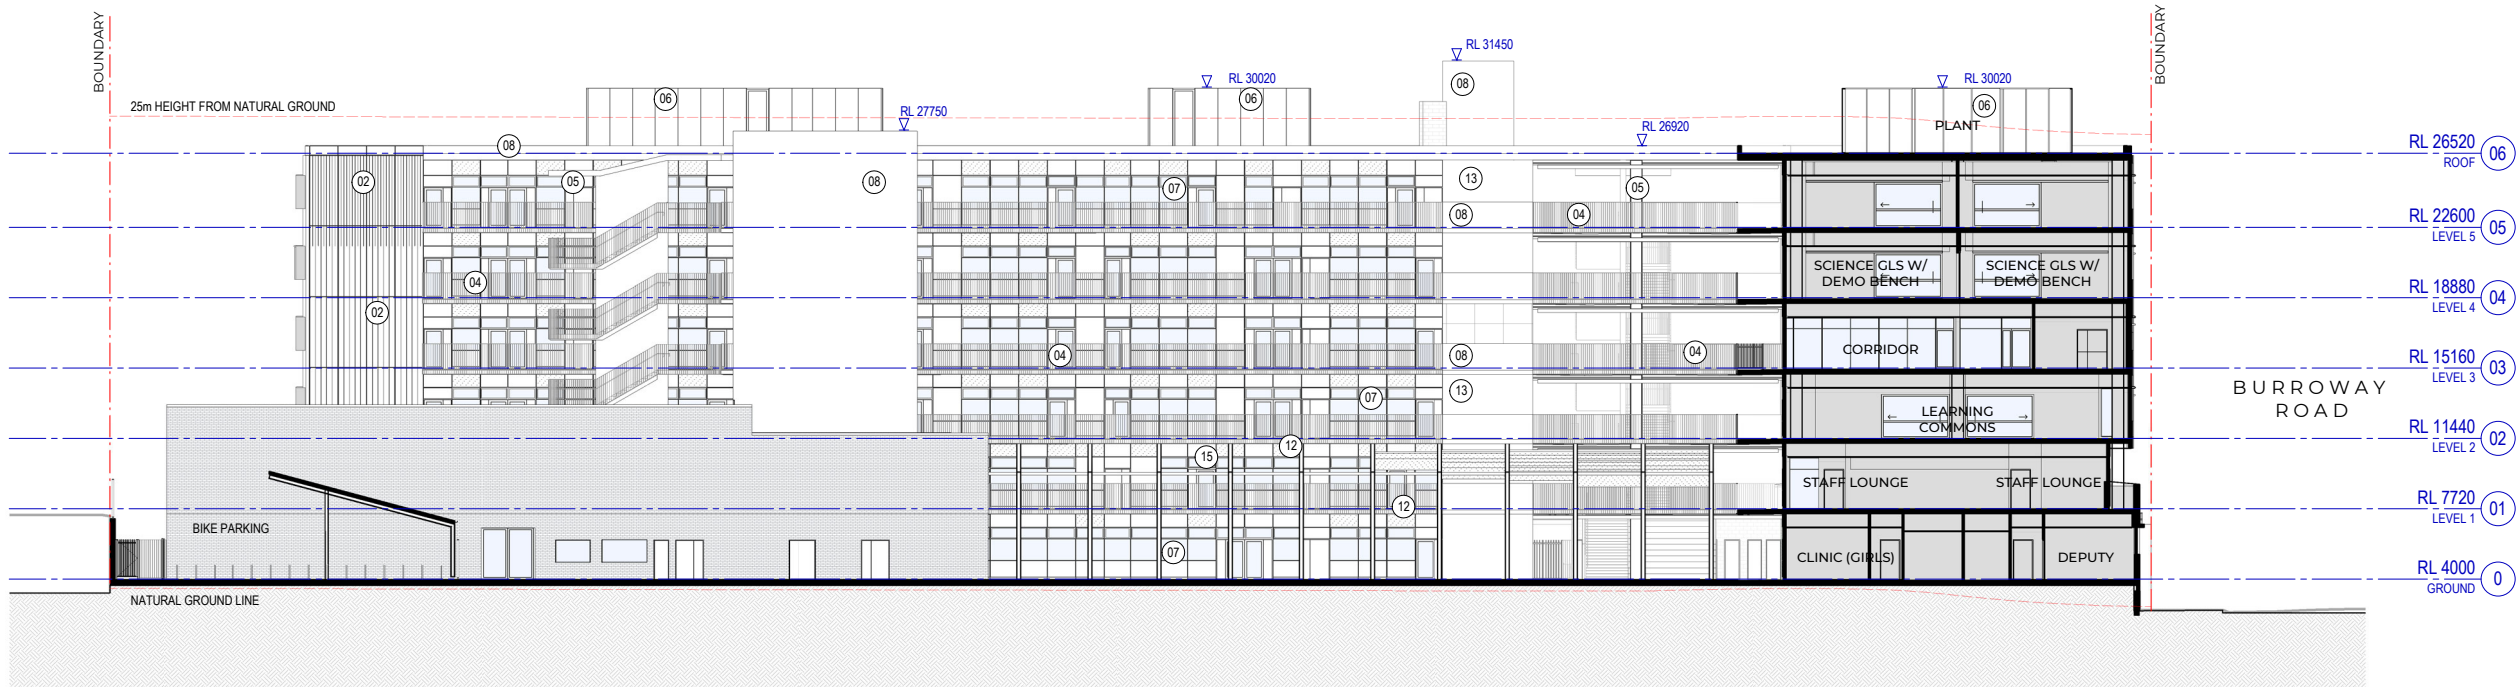 BOUNDARY
BOUNDARY
RL 31450
08
RL 30020
RL 30020
06
06
06
25m HEIGHT FROM NATURAL GROUND
RL 27750
PLANT
RL 26920
08
RL 26520
ROOF
06
02
05
08
07
13
05
08
04
RL 22600
LEVEL 5
05
SCIENCE GLS W/
DEMO BENCH
SCIENCE GLS W/
DEMO BENCH
04
RL 18880
LEVEL 4
04
02
04
08
04
CORRIDOR
RL 15160
LEVEL 3
03
07
13
BURROWAY
ROAD
LEARNING
COMMONS
RL 11440
LEVEL 2
02
12
15
STAFF LOUNGE
STAFF LOUNGE
12
RL 7720
LEVEL 1
01
BIKE PARKING
07
CLINIC (GIRLS)
DEPUTY
RL 4000
GROUND
0
NATURAL GROUND LINE